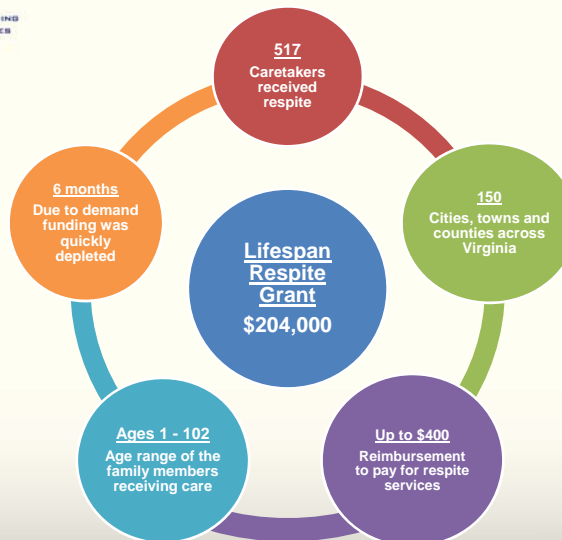 517
Caretakers
received
respite
150
Cities, towns and
counties across
Virginia
Up to $400
Reimbursement
to pay for respite
services
Ages 1 - 102
Age range of the
family members
receiving care
6 months
Due to demand
funding was
quickly
depleted
Lifespan
Respite
Grant
$204,000